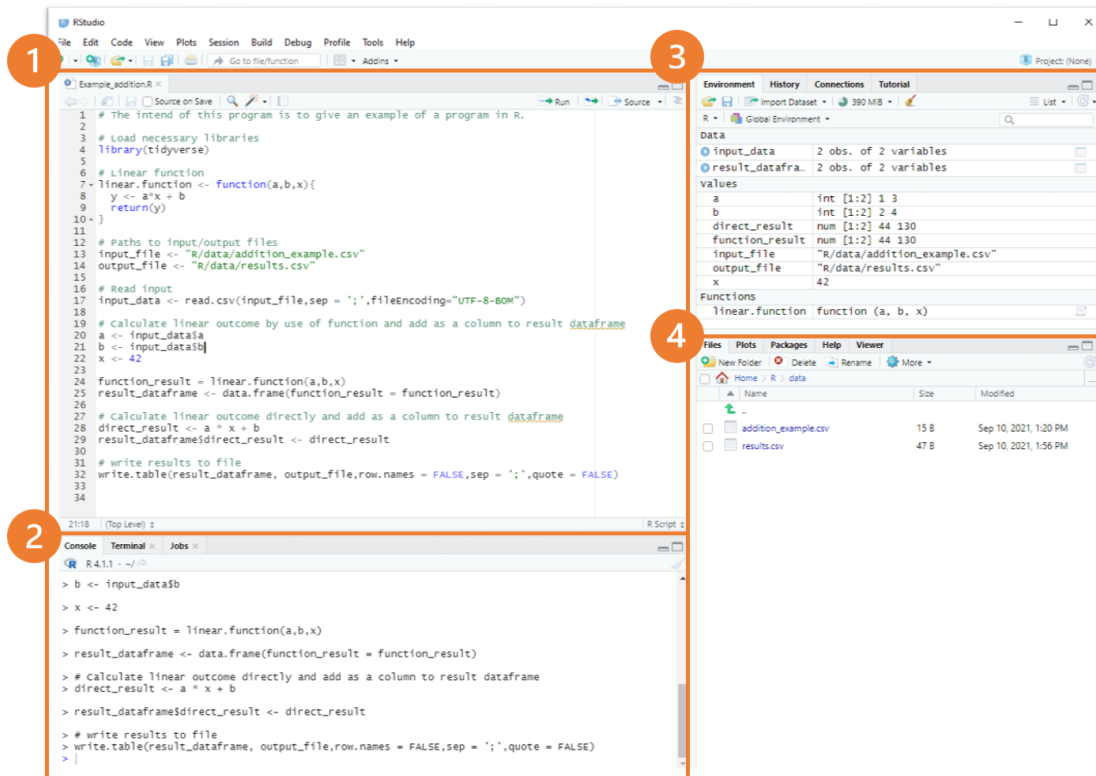 RStudio
File Edit Code View Plots Session Build Debug Profile Tools Help
Go to file/function Addins
Project: (None)
1
Example_addition.R
Source on Save Run Source
1 # The intend of this program is to give an example of a program in R.
2
3 # Load necessary libraries
4 library(tidyverse)
5
6 # Linear function
7 linear.function <- function(a,b,x){
8 y <- a*x + b
9 return(y)
10 }
11
12 # Paths to input/output files
13 input_file <- "R/data/addition_example.csv"
14 output_file <- "R/data/results.csv"
15
16 # Read input
17 input_data <- read.csv(input_file,sep = ';',fileEncoding="UTF-8-BOM")
18
19 # Calculate linear outcome by use of function and add as a column to result dataframe
20 a <- input_data$a
21 b <- input_data$b
22 x <- 42
23
24 function_result = linear.function(a,b,x)
25 result_dataframe <- data.frame(function_result = function_result)
26
27 # Calculate linear outcome directly and add as a column to result dataframe
28 direct_result <- a * x + b
29 result_dataframe$direct_result <- direct_result
30
31 # write results to file
32 write.table(result_dataframe, output_file,row.names = FALSE,sep = ';',quote = FALSE)
33
34
21:18 (Top Level) R Script
2
Console Terminal Jobs
R 4.1.1 · ~/
> b <- input_data$b
> x <- 42
> function_result = linear.function(a,b,x)
> result_dataframe <- data.frame(function_result = function_result)
> # Calculate linear outcome directly and add as a column to result dataframe
> direct_result <- a * x + b
> result_dataframe$direct_result <- direct_result
> # write results to file
> write.table(result_dataframe, output_file,row.names = FALSE,sep = ';',quote = FALSE)
>
3
Environment History Connections Tutorial
Import Dataset 390 MiB List
R Global Environment
Data
input_data 2 obs. of 2 variables
result_datafra… 2 obs. of 2 variables
Values
a int [1:2] 1 3
b int [1:2] 2 4
direct_result num [1:2] 44 130
function_result num [1:2] 44 130
input_file "R/data/addition_example.csv"
output_file "R/data/results.csv"
x 42
Functions
linear.function function (a, b, x)
4
Files Plots Packages Help Viewer
New Folder Delete Rename More
Home R data ...
Name Size Modified
..
addition_example.csv 15 B Sep 10, 2021, 1:20 PM
results.csv 47 B Sep 10, 2021, 1:56 PM